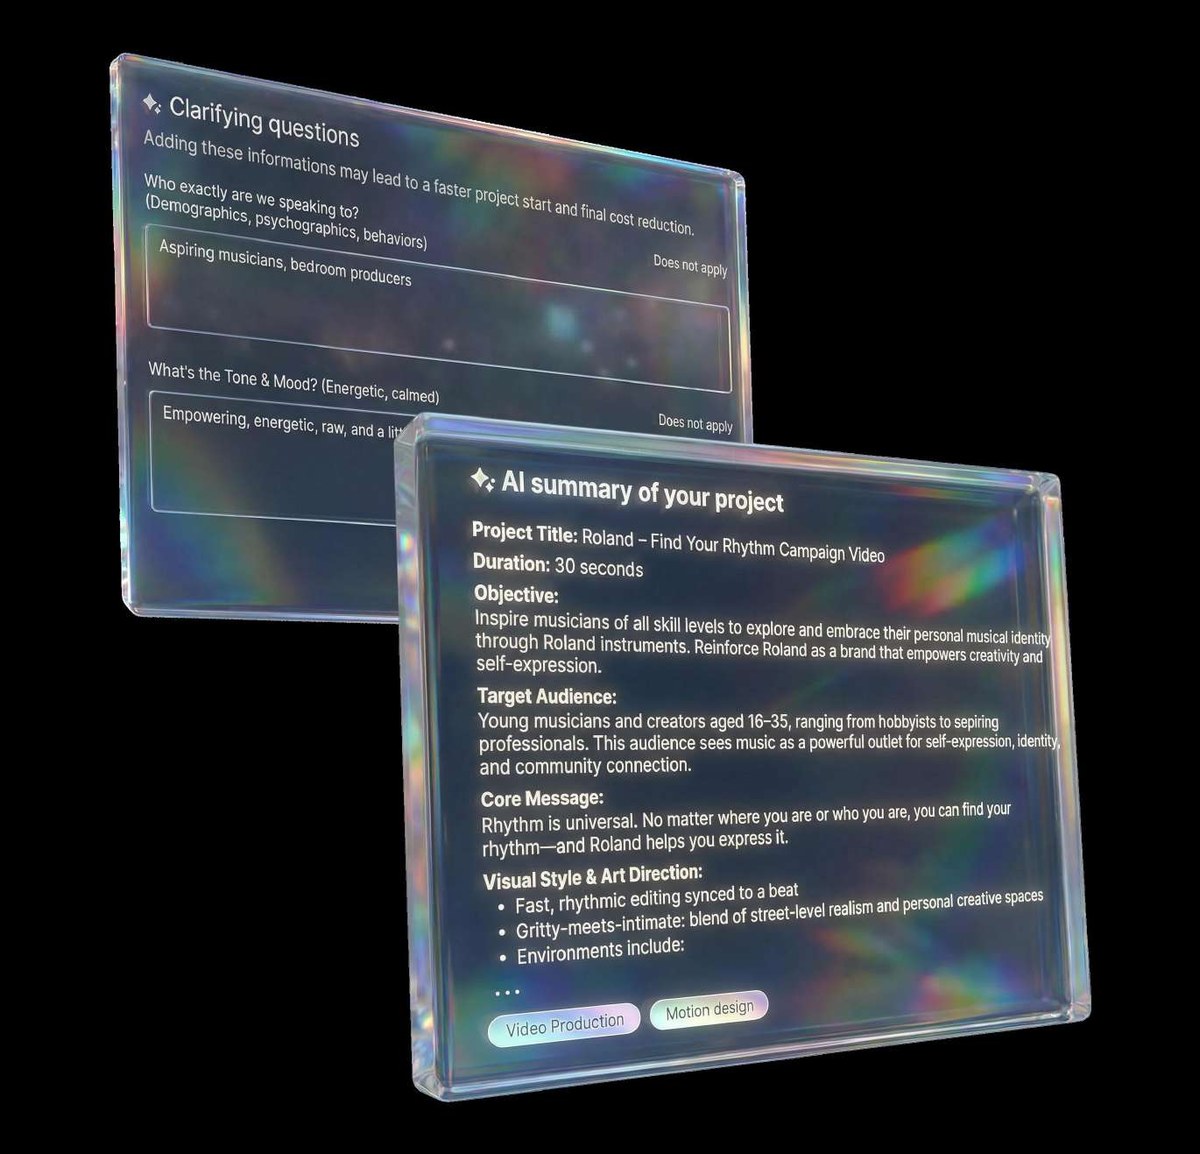 Clarifying questions
Adding these informations may lead to a faster project start and final cost reduction.
Who exactly are we speaking to?
(Demographics, psychographics, behaviors)
Does not apply
Aspiring musicians, bedroom producers
What's the Tone & Mood? (Energetic, calmed)
Does not apply
Empowering, energetic, raw, and a
AI summary of your project
Project Title: Roland – Find Your Rhythm Campaign Video
Duration: 30 seconds
Objective:
Inspire musicians of all skill levels to explore and embrace their personal musical identity
through Roland instruments. Reinforce Roland as a brand that empowers creativity and
self-expression.
Target Audience:
Young musicians and creators aged 16–35, ranging from hobbyists to sepiring
professionals. This audience sees music as a powerful outlet for self-expression, identity,
and community connection.
Core Message:
Rhythm is universal. No matter where you are or who you are, you can find your
rhythm—and Roland helps you express it.
Visual Style & Art Direction:
• Fast, rhythmic editing synced to a beat
• Gritty-meets-intimate: blend of street-level realism and personal creative spaces
• Environments include:
...
Video Production
Motion design